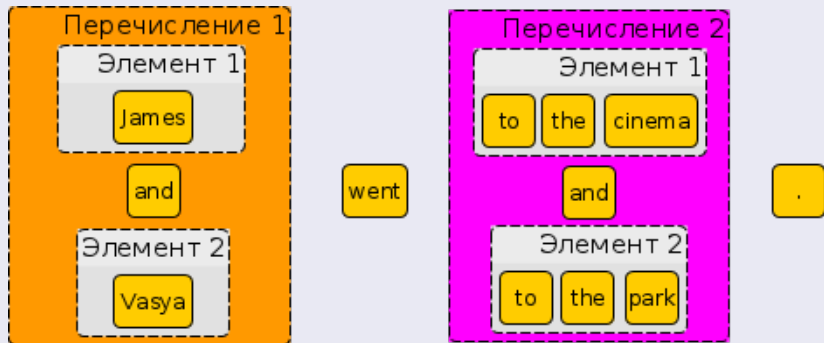 Перечисление 1
Элемент 1
James
and
Элемент 2
Vasya
went
Перечисление 2
Элемент 1
to the cinema
and
Элемент 2
to the park
.